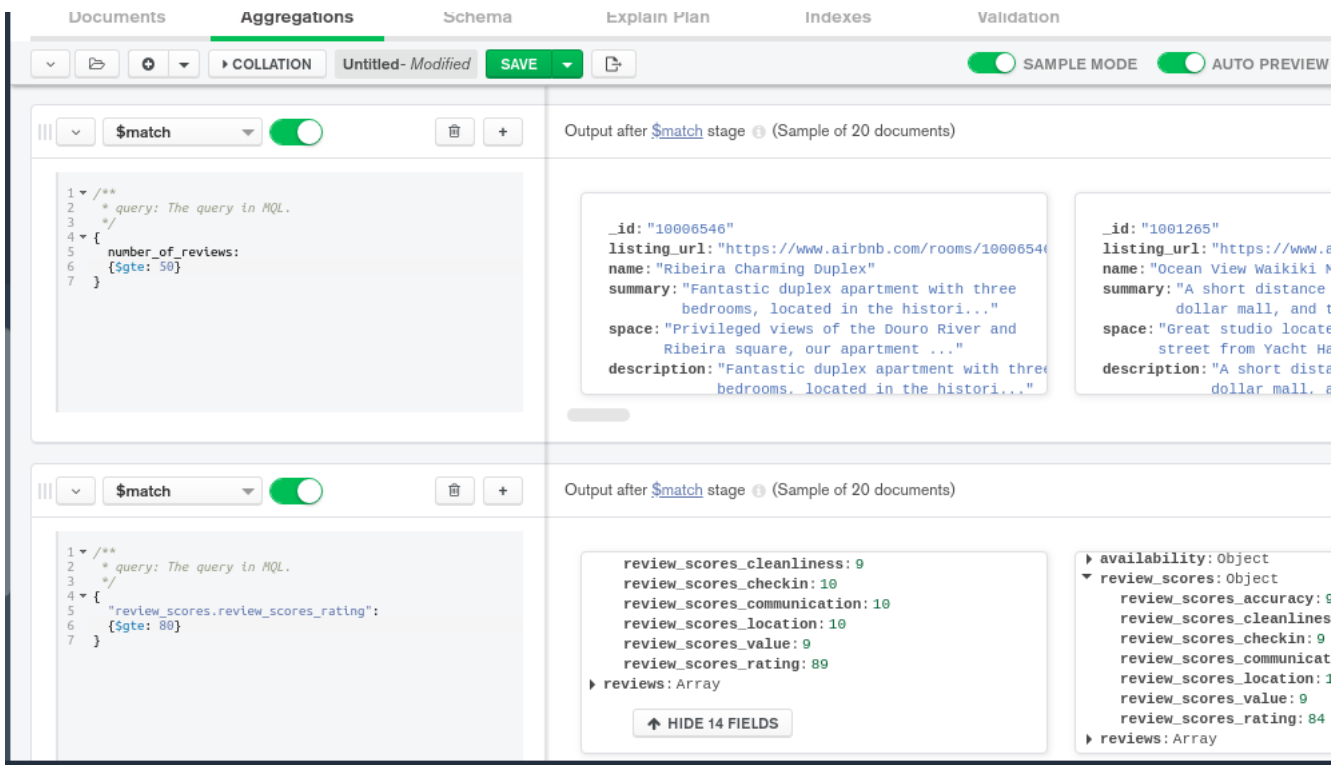 Documents Aggregations Schema Explain Plan Indexes Validation
COLLATION Untitled- Modified SAVE SAMPLE MODE AUTO PREVIEW
$match
Output after $match stage (Sample of 20 documents)
1 /**
2 * query: The query in MQL.
3 */
4 {
5 number_of_reviews:
6 {$gte: 50}
7 }
_id: "10006546"
listing_url: "https://www.airbnb.com/rooms/1000654
name: "Ribeira Charming Duplex"
summary: "Fantastic duplex apartment with three
bedrooms, located in the histori..."
space: "Privileged views of the Douro River and
Ribeira square, our apartment ..."
description: "Fantastic duplex apartment with three
bedrooms, located in the histori..."
_id: "1001265"
listing_url: "https://www.a
name: "Ocean View Waikiki M
summary: "A short distance
dollar mall, and t
space: "Great studio locate
street from Yacht Ha
description: "A short dista
dollar mall, a
$match
Output after $match stage (Sample of 20 documents)
1 /**
2 * query: The query in MQL.
3 */
4 {
5 "review_scores.review_scores_rating":
6 {$gte: 80}
7 }
review_scores_cleanliness: 9
review_scores_checkin: 10
review_scores_communication: 10
review_scores_location: 10
review_scores_value: 9
review_scores_rating: 89
reviews: Array
HIDE 14 FIELDS
availability: Object
review_scores: Object
review_scores_accuracy: 9
review_scores_cleanlines
review_scores_checkin: 9
review_scores_communicat
review_scores_location: 1
review_scores_value: 9
review_scores_rating: 84
reviews: Array